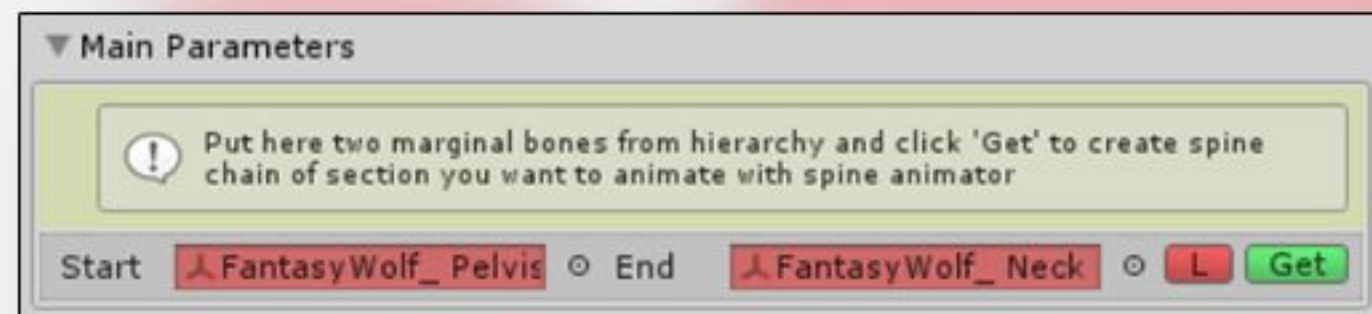 Main Parameters
Put here two marginal bones from hierarchy and click 'Get' to create spine
chain of section you want to animate with spine animator
Start FantasyWolf_ Pelvis End FantasyWolf_ Neck L Get